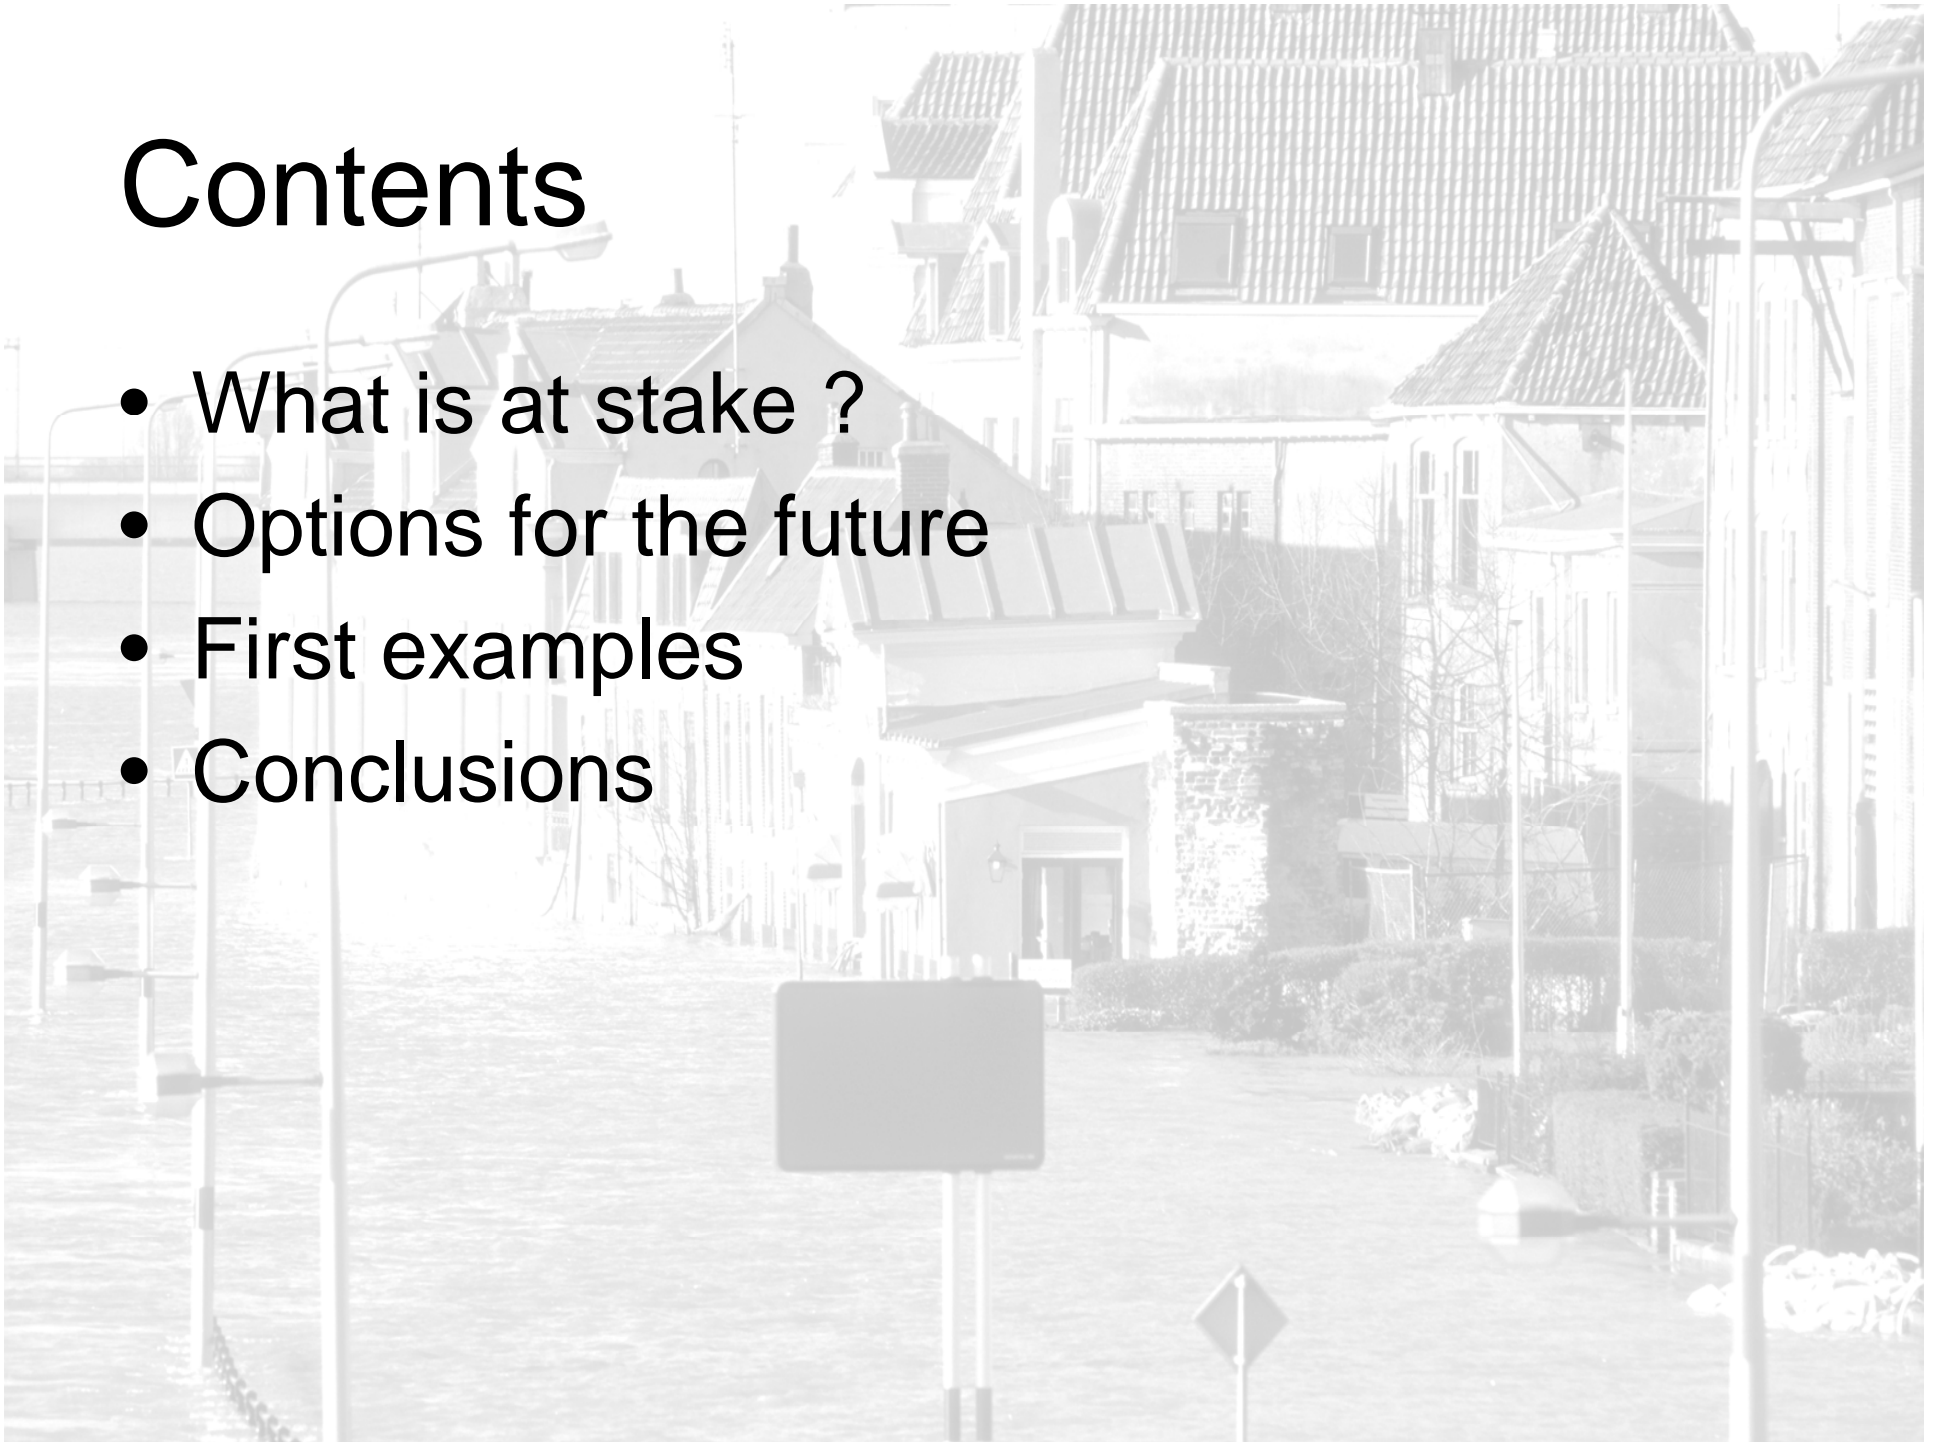 Contents
• What is at stake ?
• Options for the future
• First examples
• Conclusions